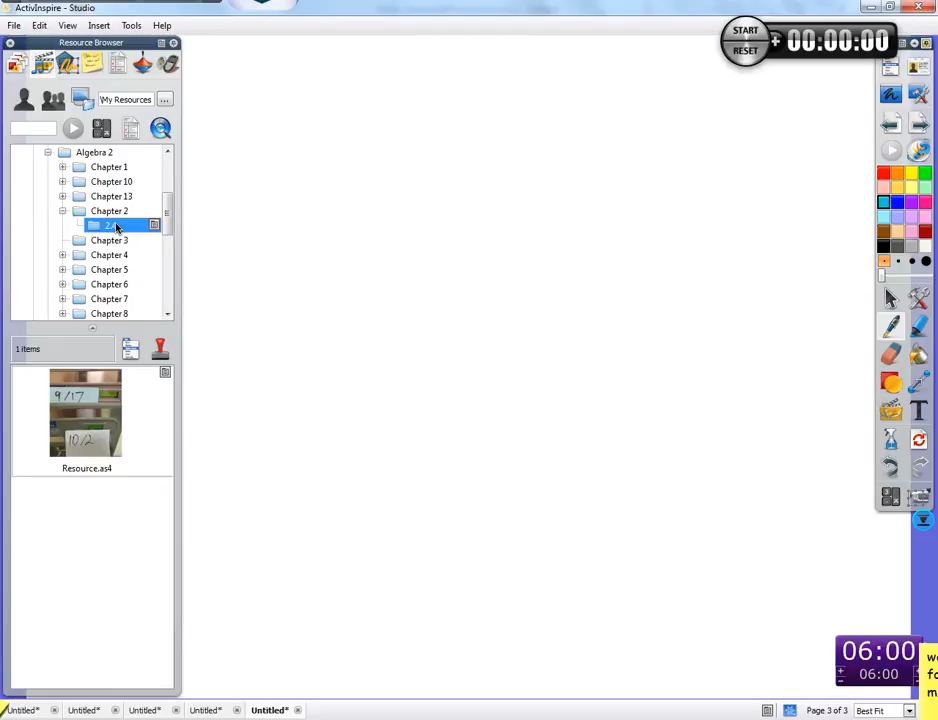 ActivInspire - Studio
File Edit View Insert Tools Help
START
RESET
00:00:00
Resource Browser
My Resources
...
Algebra 2
Chapter 1
Chapter 10
Chapter 13
Chapter 2
Chapter 3
Chapter 4
Chapter 5
Chapter 6
Chapter 7
Chapter 8
1 items
9/17
10/2
Resource.as4
T
06:00
06:00
Untitled* Untitled* Untitled* Untitled* Untitled*
Page 3 of 3
Best Fit